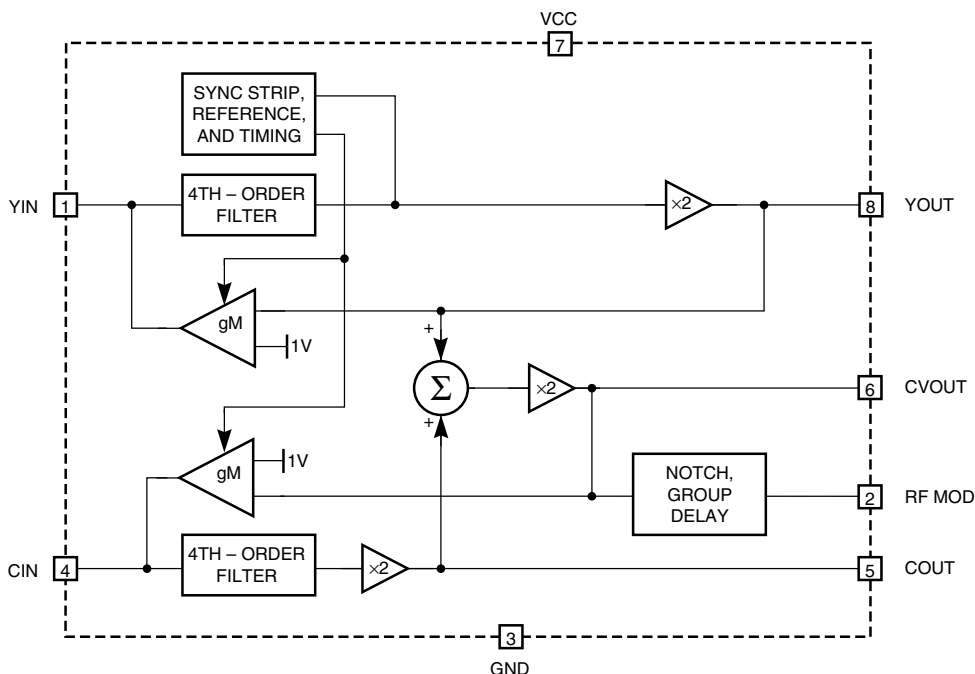 VCC
7
SYNC STRIP,
REFERENCE,
AND TIMING
YIN
1
4TH – ORDER
FILTER
×2
8
YOUT
gM
1V
+
Σ
+
×2
6
CVOUT
gM
1V
NOTCH,
GROUP
DELAY
2
RF MOD
CIN
4
4TH – ORDER
FILTER
×2
5
COUT
3
GND